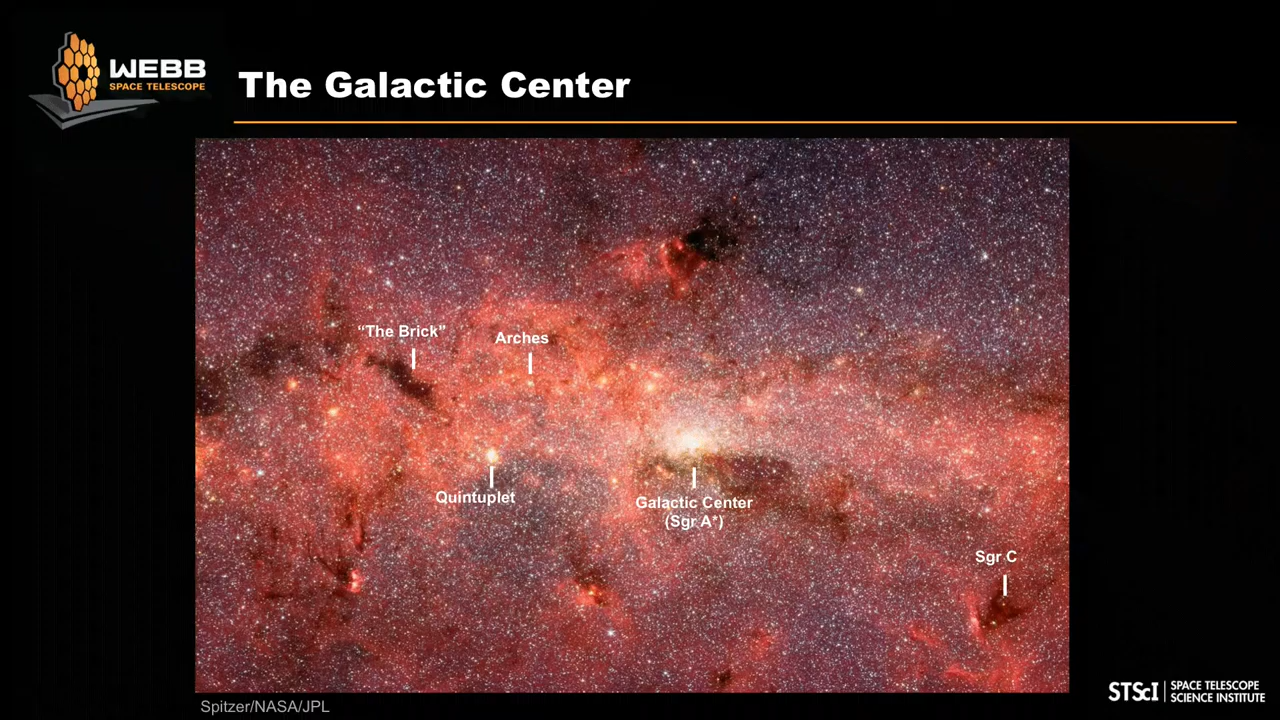 WEBB
SPACE TELESCOPE
The Galactic Center
“The Brick”
Arches
Quintuplet
Galactic Center
(Sgr A*)
Sgr C
Spitzer/NASA/JPL
STScI | SPACE TELESCOPE
SCIENCE INSTITUTE